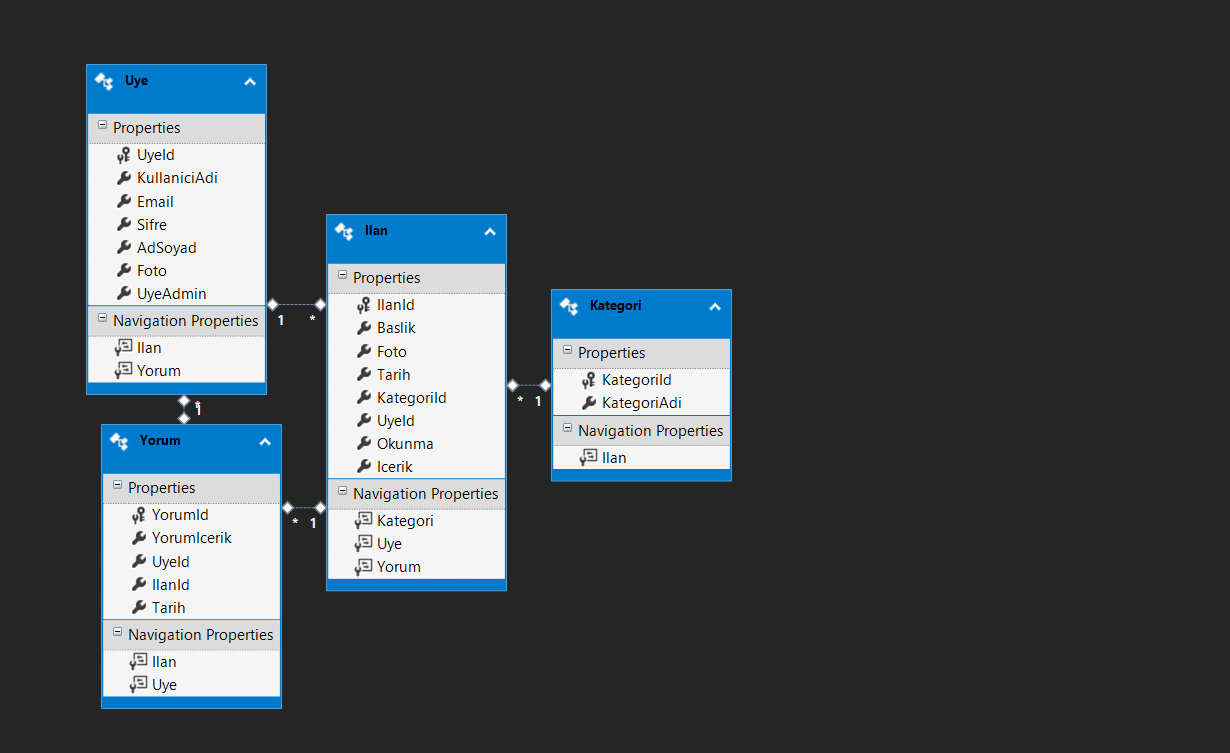 Uye
Properties
UyeId
KullaniciAdi
Email
Sifre
AdSoyad
Foto
UyeAdmin
Navigation Properties
Ilan
Yorum
1 *
*
1
Yorum
Properties
YorumId
YorumIcerik
UyeId
IlanId
Tarih
Navigation Properties
Ilan
Uye
* 1
Ilan
Properties
IlanId
Baslik
Foto
Tarih
KategoriId
UyeId
Okunma
Icerik
Navigation Properties
Kategori
Uye
Yorum
* 1
Kategori
Properties
KategoriId
KategoriAdi
Navigation Properties
Ilan